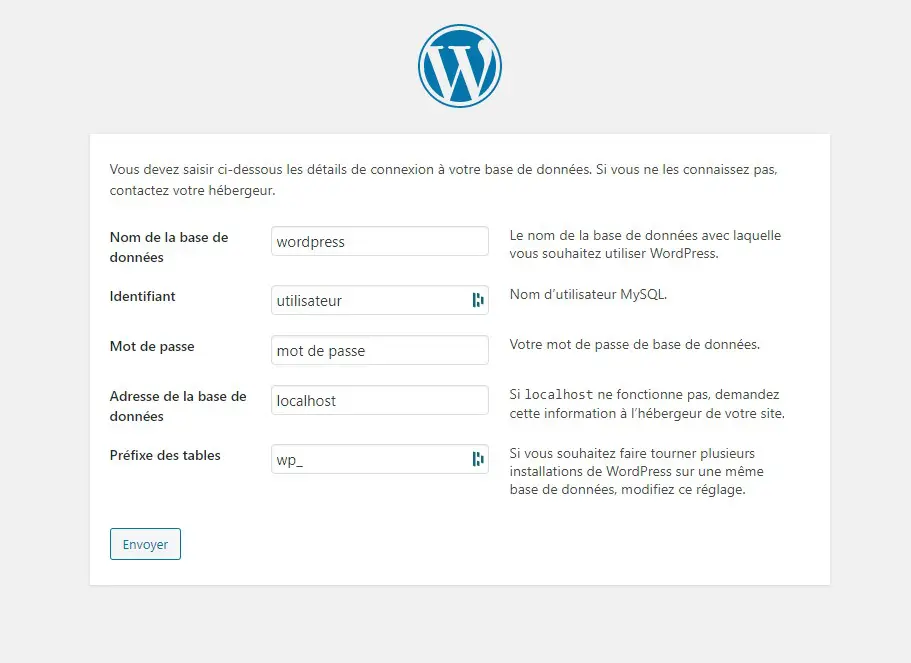 Vous devez saisir ci-dessous les détails de connexion à votre base de données. Si vous ne les connaissez pas,
contactez votre hébergeur.
Nom de la base de
données
wordpress
Le nom de la base de données avec laquelle
vous souhaitez utiliser WordPress.
Identifiant
utilisateur
Nom d’utilisateur MySQL.
Mot de passe
mot de passe
Votre mot de passe de base de données.
Adresse de la base de
données
localhost
Si localhost ne fonctionne pas, demandez
cette information à l’hébergeur de votre site.
Préfixe des tables
wp_
Si vous souhaitez faire tourner plusieurs
installations de WordPress sur une même
base de données, modifiez ce réglage.
Envoyer